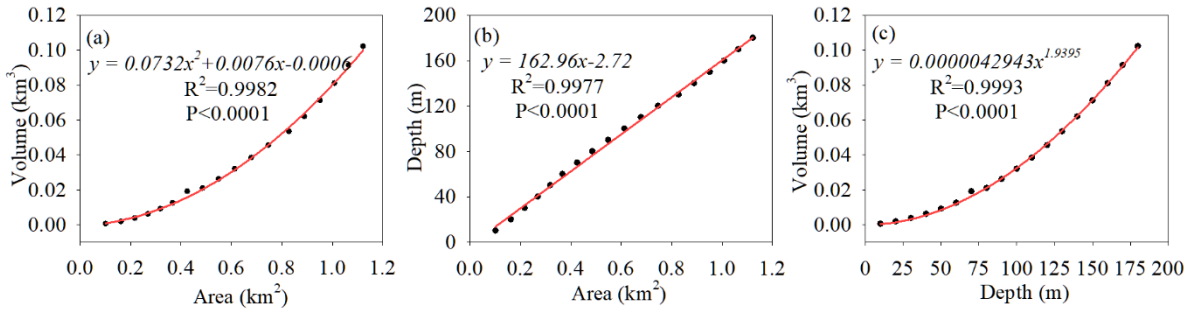 (a)
y = 0.0732x²+0.0076x-0.0006
R²=0.9982
P<0.0001
Volume (km³)
0.12
0.10
0.08
0.06
0.04
0.02
0.00
0.0 0.2 0.4 0.6 0.8 1.0 1.2
Area (km²)
(b)
y = 162.96x-2.72
R²=0.9977
P<0.0001
Depth (m)
200
160
120
80
40
0
0.0 0.2 0.4 0.6 0.8 1.0 1.2
Area (km²)
(c)
y = 0.0000042943x^1.9395
R²=0.9993
P<0.0001
Volume (km³)
0.12
0.10
0.08
0.06
0.04
0.02
0.00
0 25 50 75 100 125 150 175 200
Depth (m)